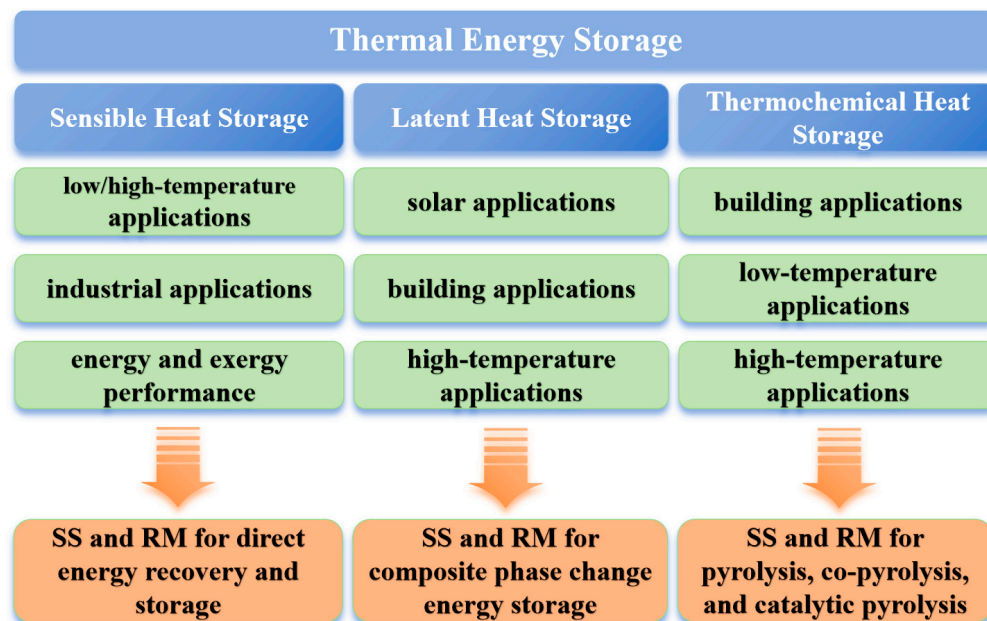 Thermal Energy Storage
Sensible Heat Storage
low/high-temperature
applications
industrial applications
energy and exergy
performance
SS and RM for direct
energy recovery and
storage
Latent Heat Storage
solar applications
building applications
high-temperature
applications
SS and RM for
composite phase change
energy storage
Thermochemical Heat
Storage
building applications
low-temperature
applications
high-temperature
applications
SS and RM for
pyrolysis, co-pyrolysis,
and catalytic pyrolysis